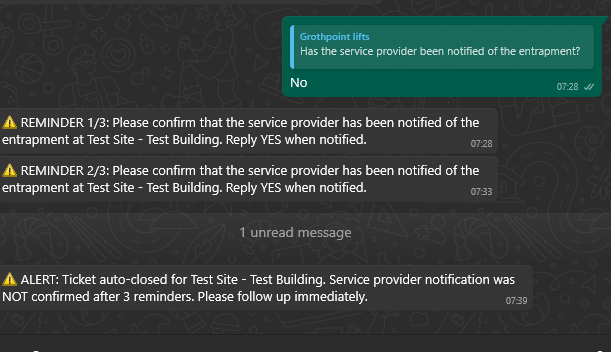 Grothpoint lifts
Has the service provider been notified of the entrapment?
No
07:28
⚠️ REMINDER 1/3: Please confirm that the service provider has been notified of the
entrapment at Test Site - Test Building. Reply YES when notified.
07:28
⚠️ REMINDER 2/3: Please confirm that the service provider has been notified of the
entrapment at Test Site - Test Building. Reply YES when notified.
07:33
1 unread message
⚠️ ALERT: Ticket auto-closed for Test Site - Test Building. Service provider notification was
NOT confirmed after 3 reminders. Please follow up immediately.
07:39